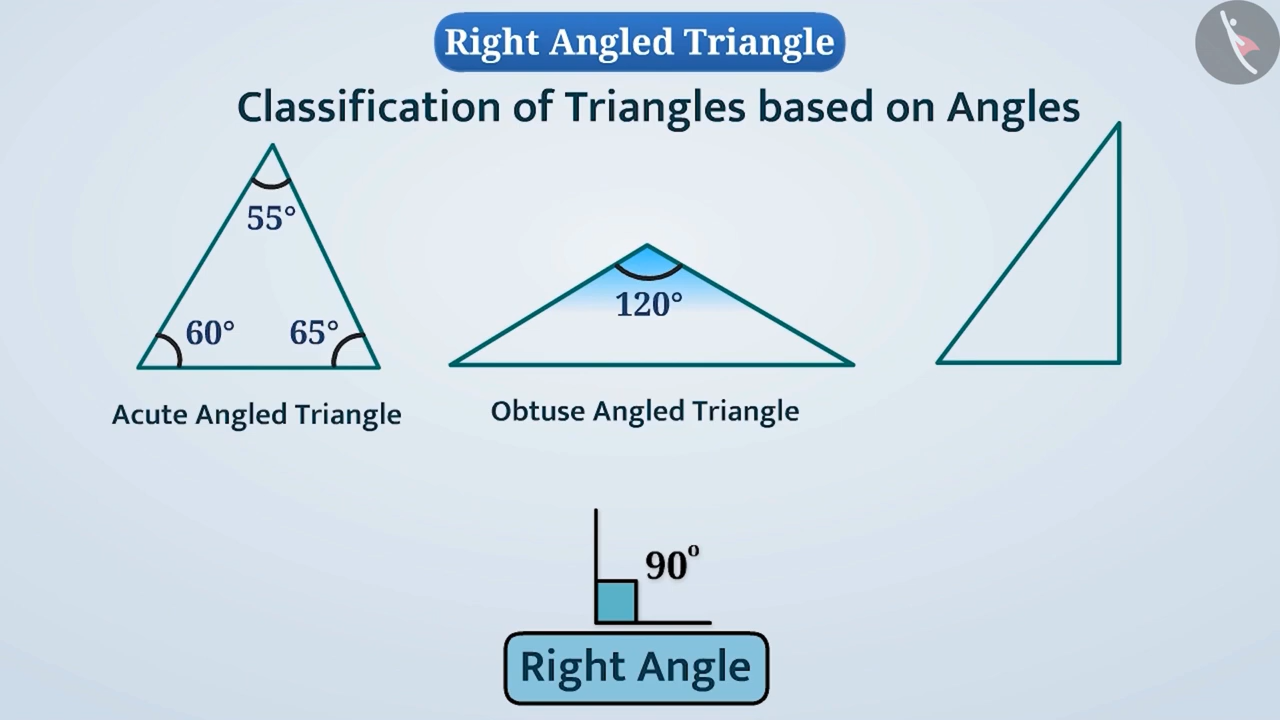 Right Angled Triangle
Classification of Triangles based on Angles
55°
60° 65°
120°
Acute Angled Triangle
Obtuse Angled Triangle
90°
Right Angle